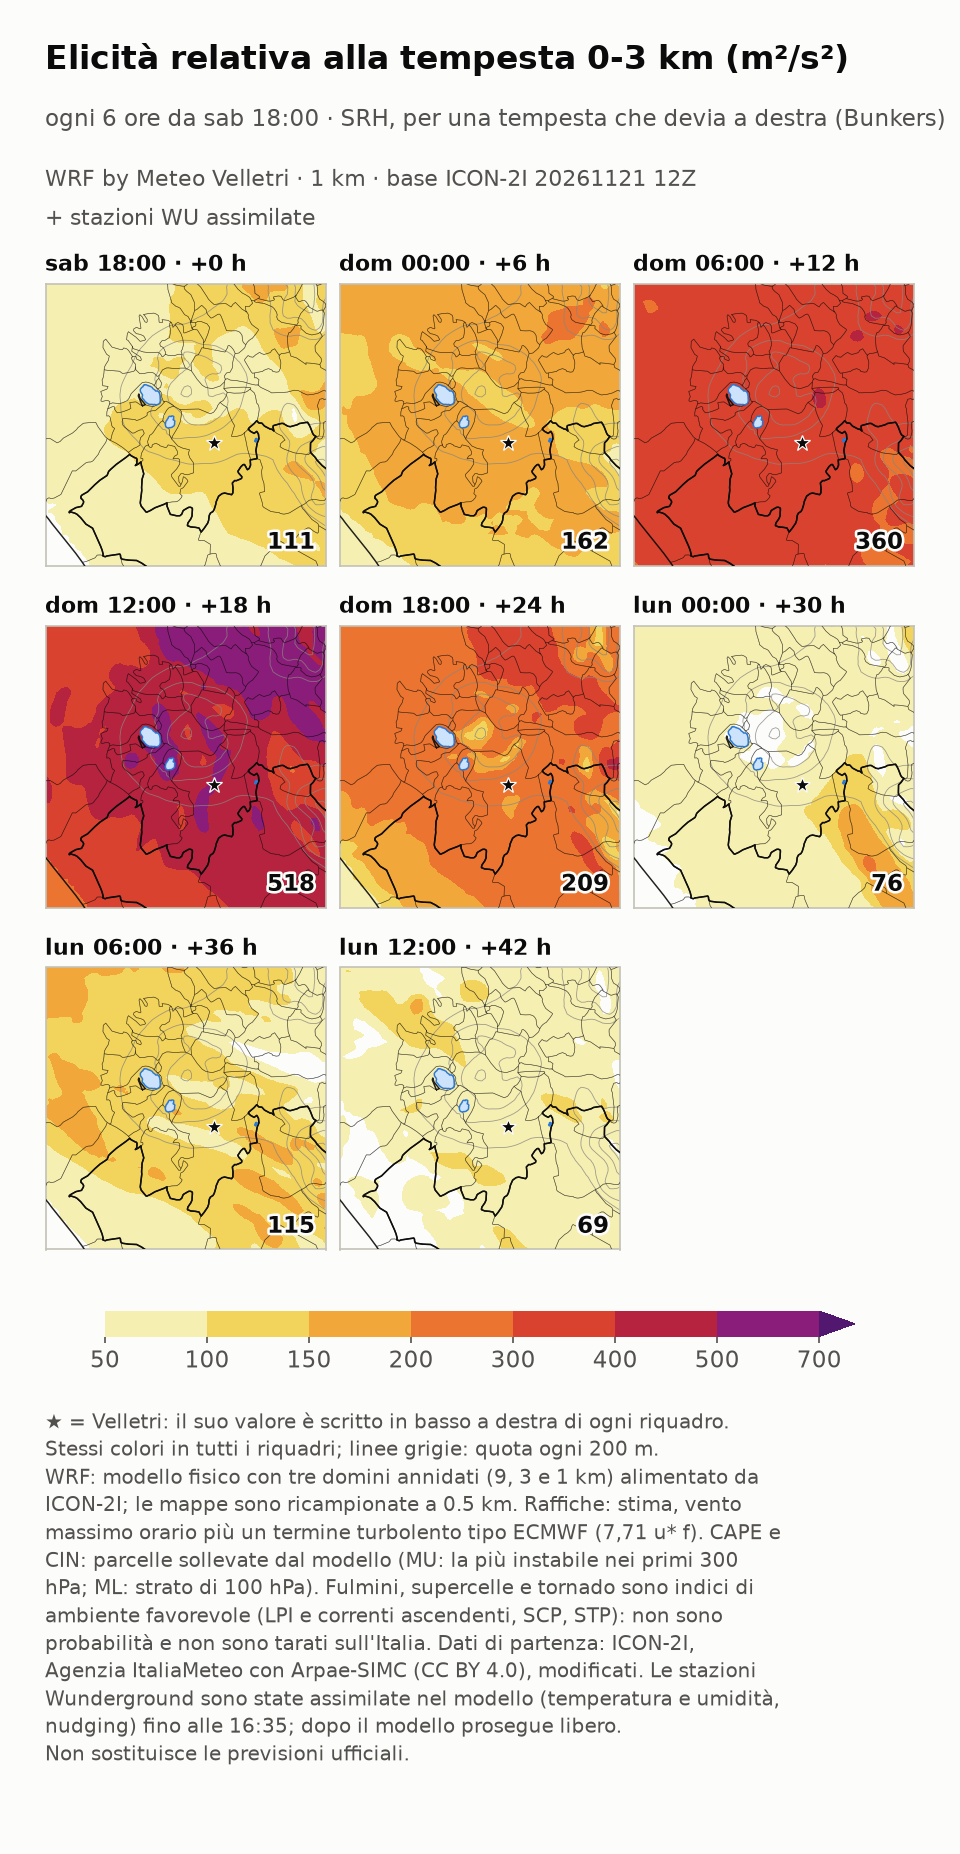 Elicità relativa alla tempesta 0-3 km (m²/s²)
ogni 6 ore da sab 18:00 · SRH, per una tempesta che devia a destra (Bunkers)
WRF by Meteo Velletri · 1 km · base ICON-2I 20261121 12Z
+ stazioni WU assimilate
sab 18:00 · +0 h
dom 00:00 · +6 h
dom 06:00 · +12 h
111
162
360
dom 12:00 · +18 h
dom 18:00 · +24 h
lun 00:00 · +30 h
518
209
76
lun 06:00 · +36 h
lun 12:00 · +42 h
115
69
50 100 150 200 300 400 500 700
★ = Velletri: il suo valore è scritto in basso a destra di ogni riquadro.
Stessi colori in tutti i riquadri; linee grigie: quota ogni 200 m.
WRF: modello fisico con tre domini annidati (9, 3 e 1 km) alimentato da
ICON-2I; le mappe sono ricampionate a 0.5 km. Raffiche: stima, vento
massimo orario più un termine turbolento tipo ECMWF (7,71 u* f). CAPE e
CIN: parcelle sollevate dal modello (MU: la più instabile nei primi 300
hPa; ML: strato di 100 hPa). Fulmini, supercelle e tornado sono indici di
ambiente favorevole (LPI e correnti ascendenti, SCP, STP): non sono
probabilità e non sono tarati sull'Italia. Dati di partenza: ICON-2I,
Agenzia ItaliaMeteo con Arpae-SIMC (CC BY 4.0), modificati. Le stazioni
Wunderground sono state assimilate nel modello (temperatura e umidità,
nudging) fino alle 16:35; dopo il modello prosegue libero.
Non sostituisce le previsioni ufficiali.